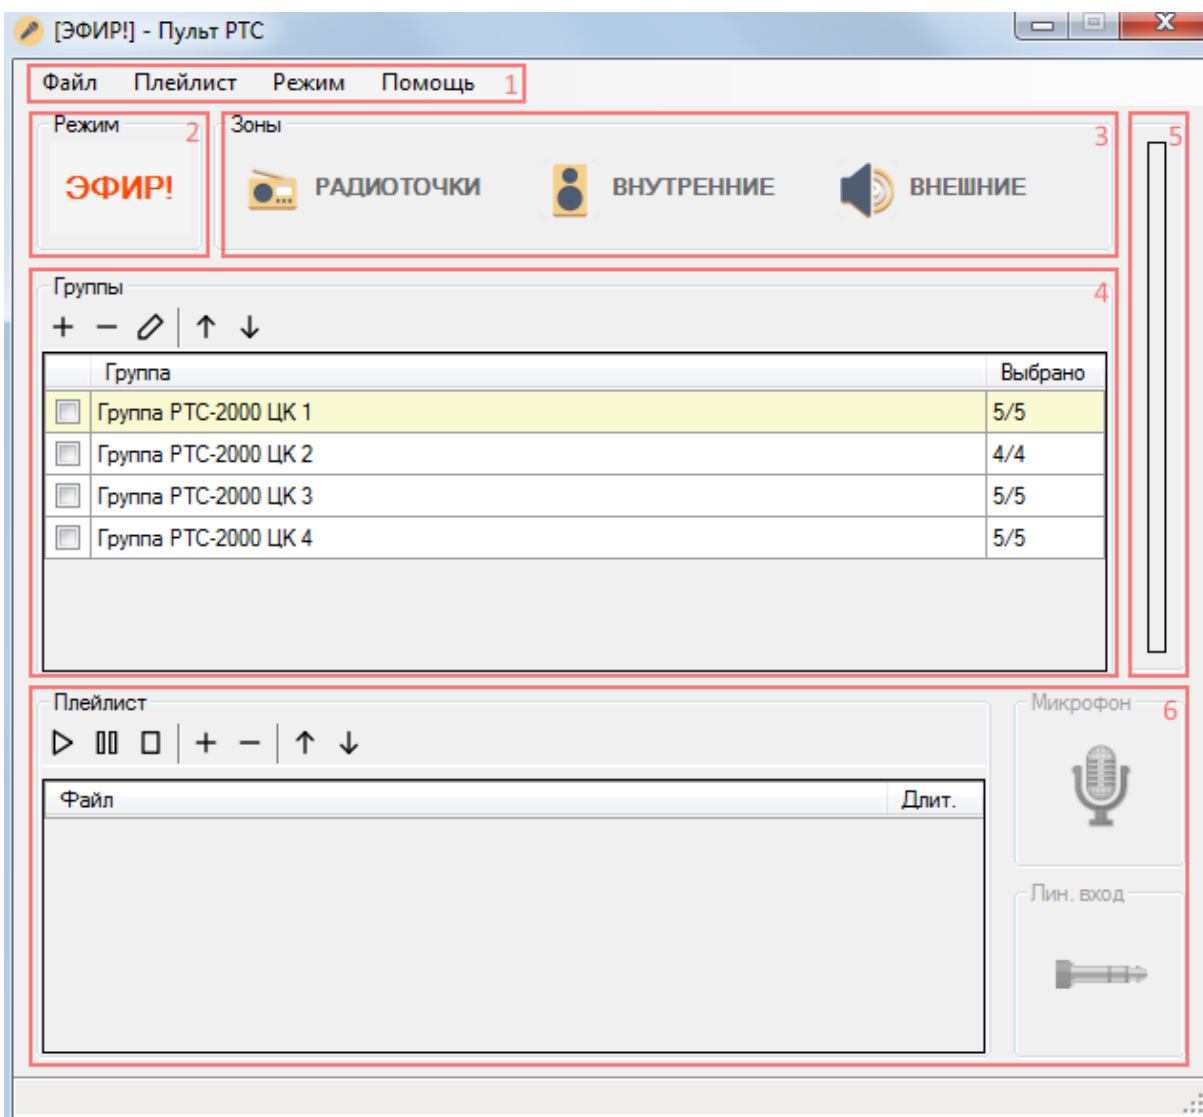 [ЭФИР!] - Пульт РТС
Файл Плейлист Режим Помощь 1
Режим 2 Зоны 3 5
ЭФИР! РАДИОТОЧКИ ВНУТРЕННИЕ ВНЕШНИЕ
Группы 4
Группа Выбрано
Группа РТС-2000 ЦК 1 5/5
Группа РТС-2000 ЦК 2 4/4
Группа РТС-2000 ЦК 3 5/5
Группа РТС-2000 ЦК 4 5/5
Плейлист Микрофон 6
Файл Длит.
Лин. вход